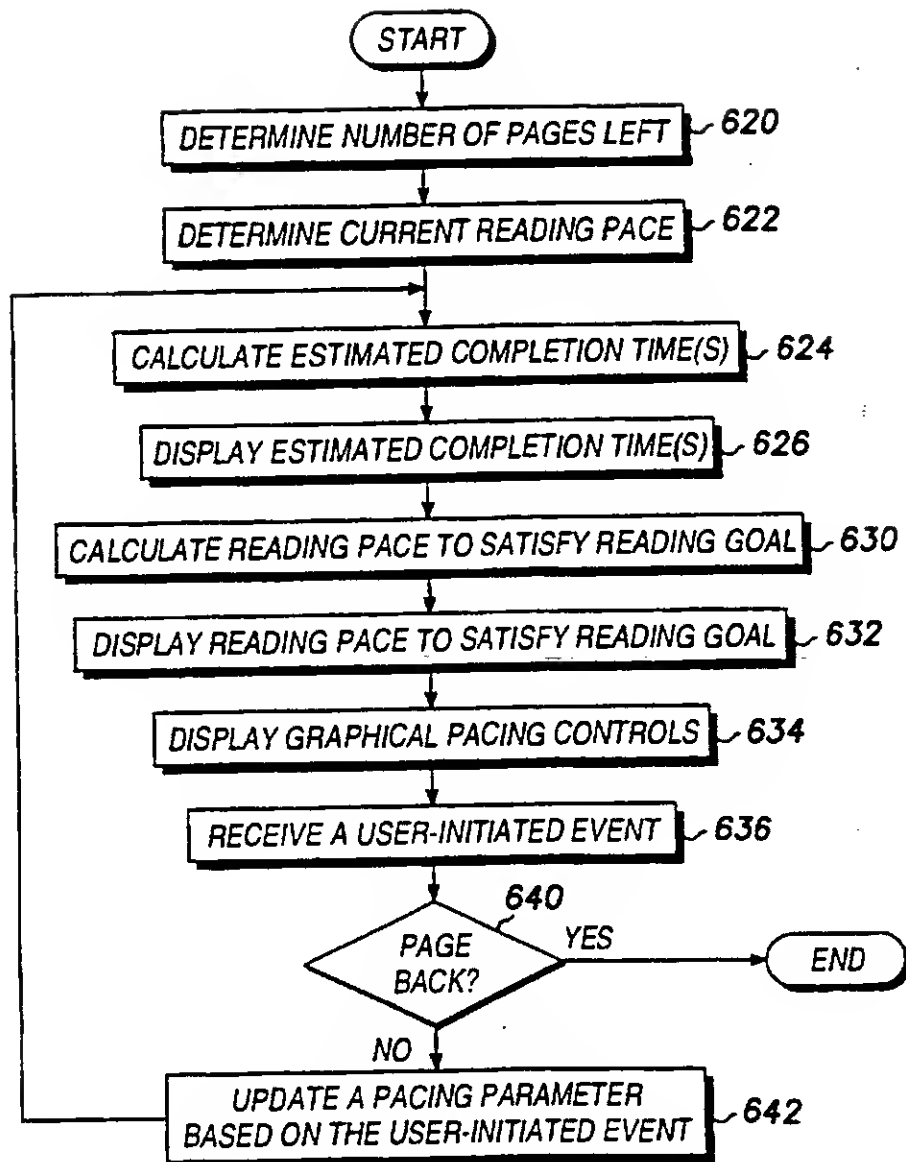 START
DETERMINE NUMBER OF PAGES LEFT
620
DETERMINE CURRENT READING PACE
622
CALCULATE ESTIMATED COMPLETION TIME(S)
624
DISPLAY ESTIMATED COMPLETION TIME(S)
626
CALCULATE READING PACE TO SATISFY READING GOAL
630
DISPLAY READING PACE TO SATISFY READING GOAL
632
DISPLAY GRAPHICAL PACING CONTROLS
634
RECEIVE A USER-INITIATED EVENT
636
640
PAGE
BACK?
YES
END
NO
UPDATE A PACING PARAMETER
BASED ON THE USER-INITIATED EVENT
642